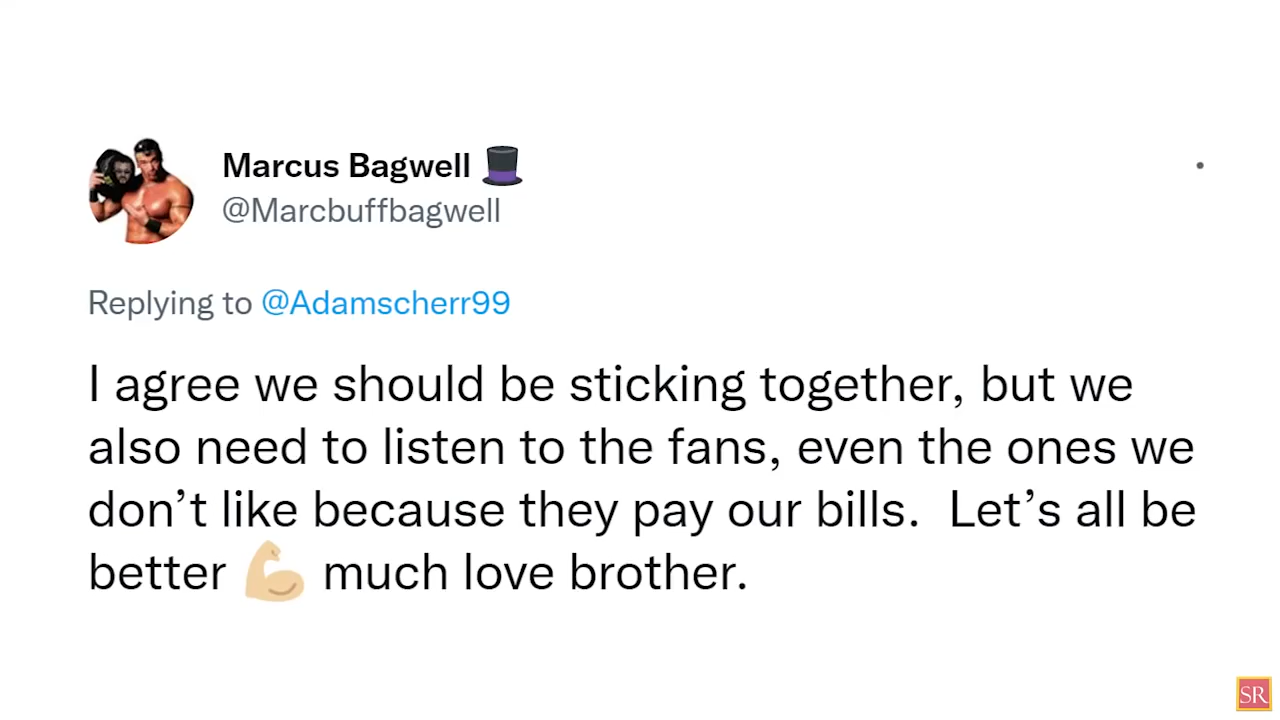 Marcus Bagwell 🎩
@Marcbuffbagwell
Replying to @Adamscherr99
I agree we should be sticking together, but we
also need to listen to the fans, even the ones we
don’t like because they pay our bills.  Let’s all be
better 💪🏼 much love brother.
SR